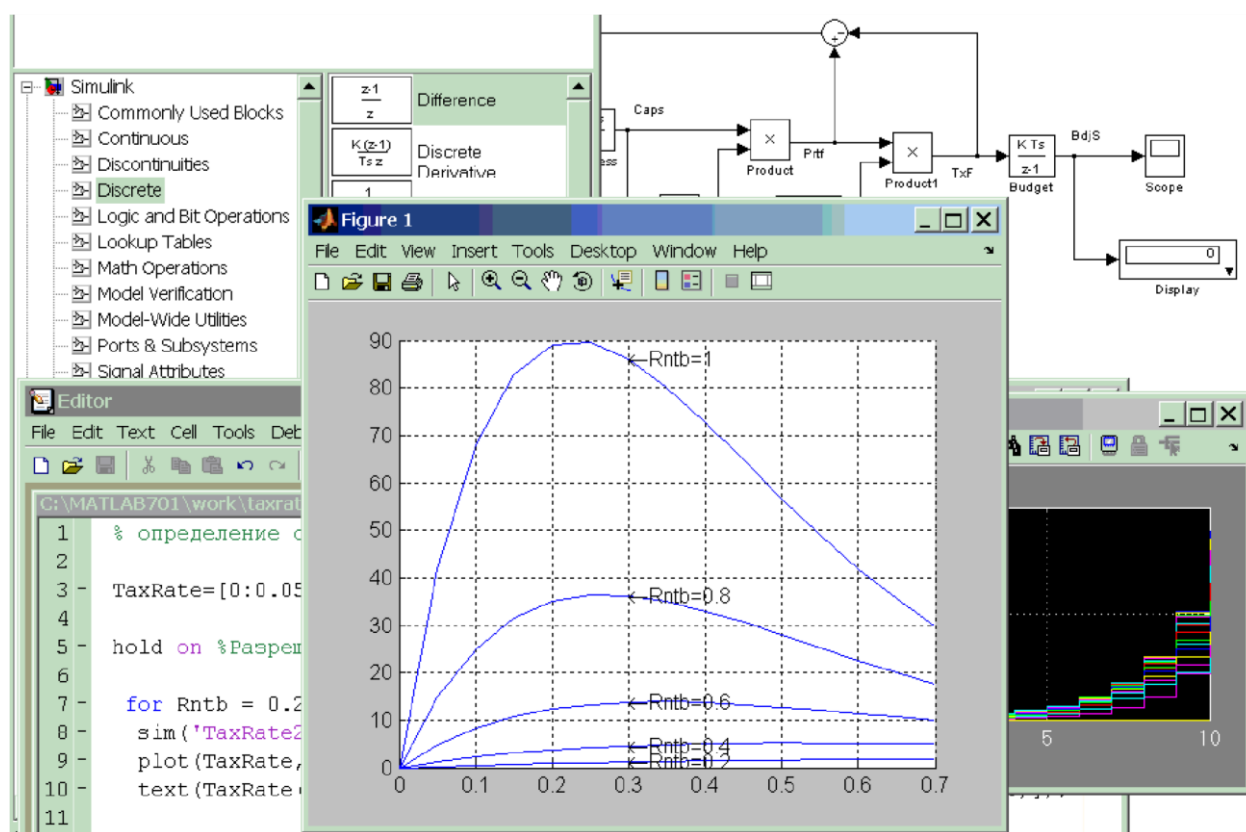 Simulink
Commonly Used Blocks
Continuous
Discontinuities
Discrete
Logic and Bit Operations
Lookup Tables
Math Operations
Model Verification
Model-Wide Utilities
Ports & Subsystems
Signal Attributes
z-1
z
Difference
K (z-1)
Ts z
Discrete
Derivative
1
Caps
×
Product
Prtf
×
Product1
TxF
K Ts
z-1
Budget
BdjS
Scope
0
Display
Figure 1
File Edit View Insert Tools Desktop Window Help
90
80
70
60
50
40
30
20
10
0
0 0.1 0.2 0.3 0.4 0.5 0.6 0.7
Rntb=1
Rntb=0.8
Rntb=0.6
Rntb=0.4
Rntb=0.2
Editor
File Edit Text Cell Tools Deb
C:\MATLAB701\work\taxrat
1 % определение
2
3 - TaxRate=[0:0.05
4
5 - hold on %Разреш
6
7 - for Rntb = 0.2
8 - sim('TaxRate2
9 - plot(TaxRate,
10 - text(TaxRate
11
5 10